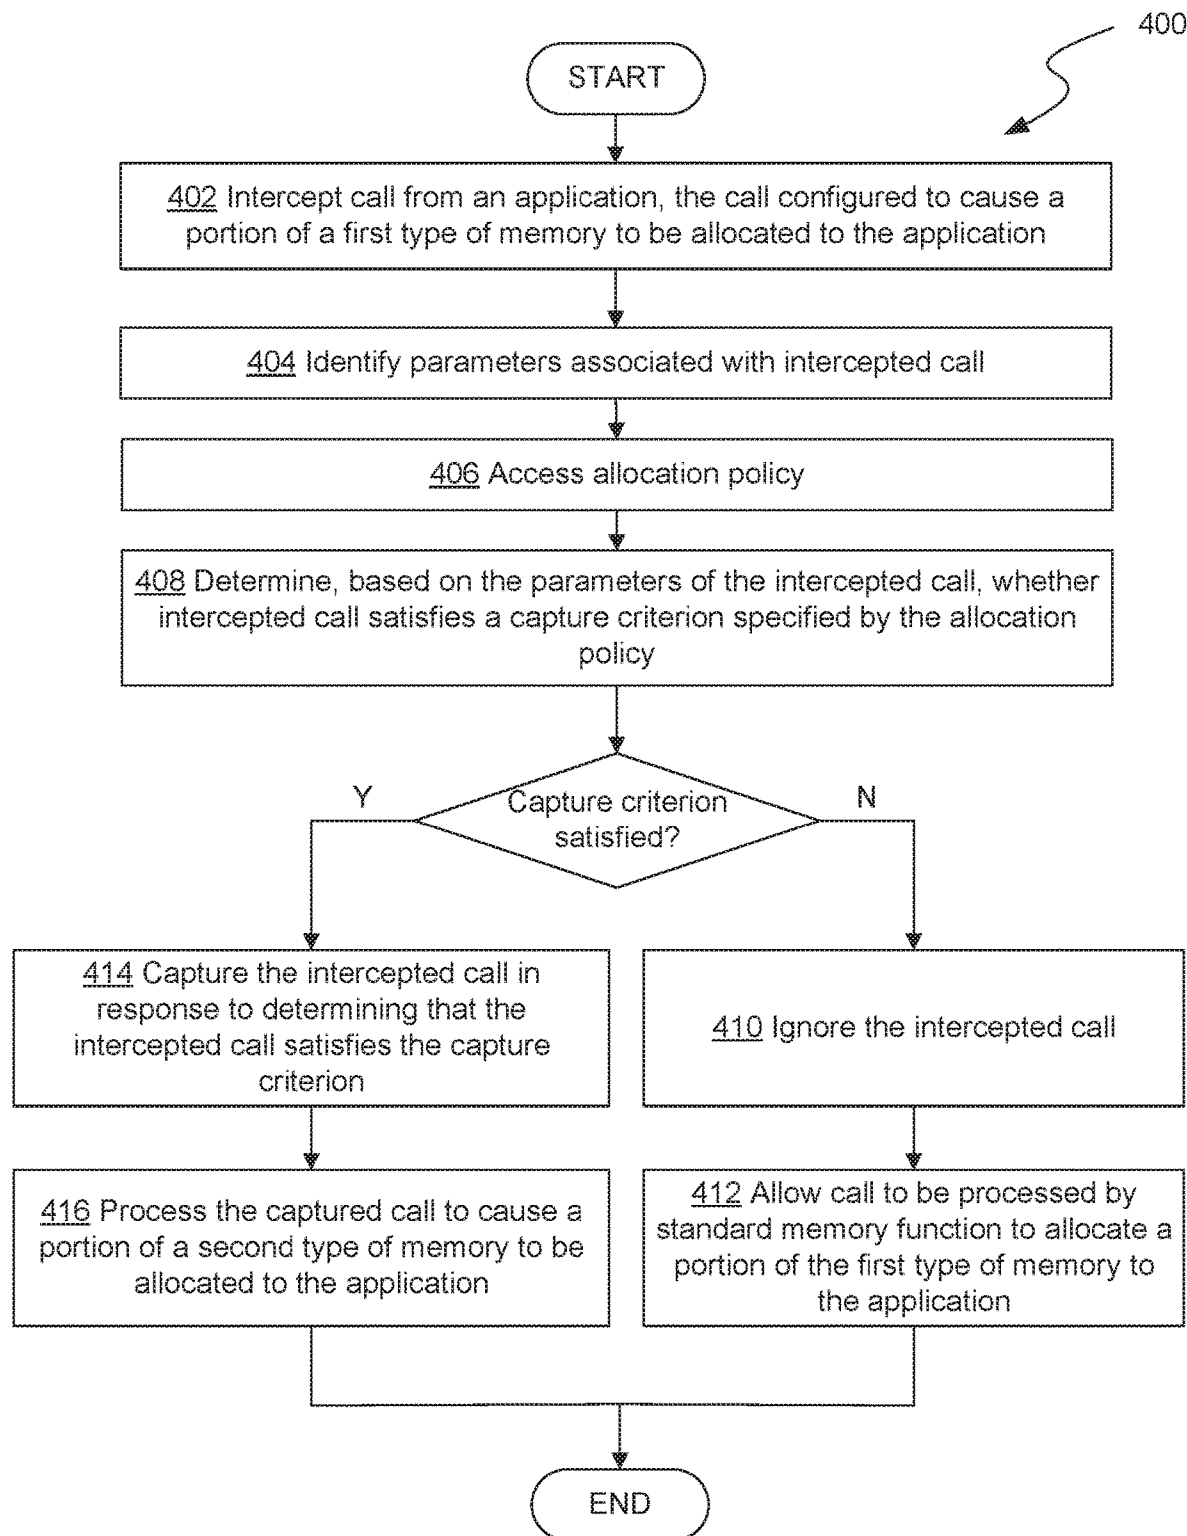 400
START
402 Intercept call from an application, the call configured to cause a
portion of a first type of memory to be allocated to the application
404 Identify parameters associated with intercepted call
406 Access allocation policy
408 Determine, based on the parameters of the intercepted call, whether
intercepted call satisfies a capture criterion specified by the allocation
policy
Y
Capture criterion
satisfied?
N
414 Capture the intercepted call in
response to determining that the
intercepted call satisfies the capture
criterion
410 Ignore the intercepted call
416 Process the captured call to cause a
portion of a second type of memory to be
allocated to the application
412 Allow call to be processed by
standard memory function to allocate a
portion of the first type of memory to
the application
END